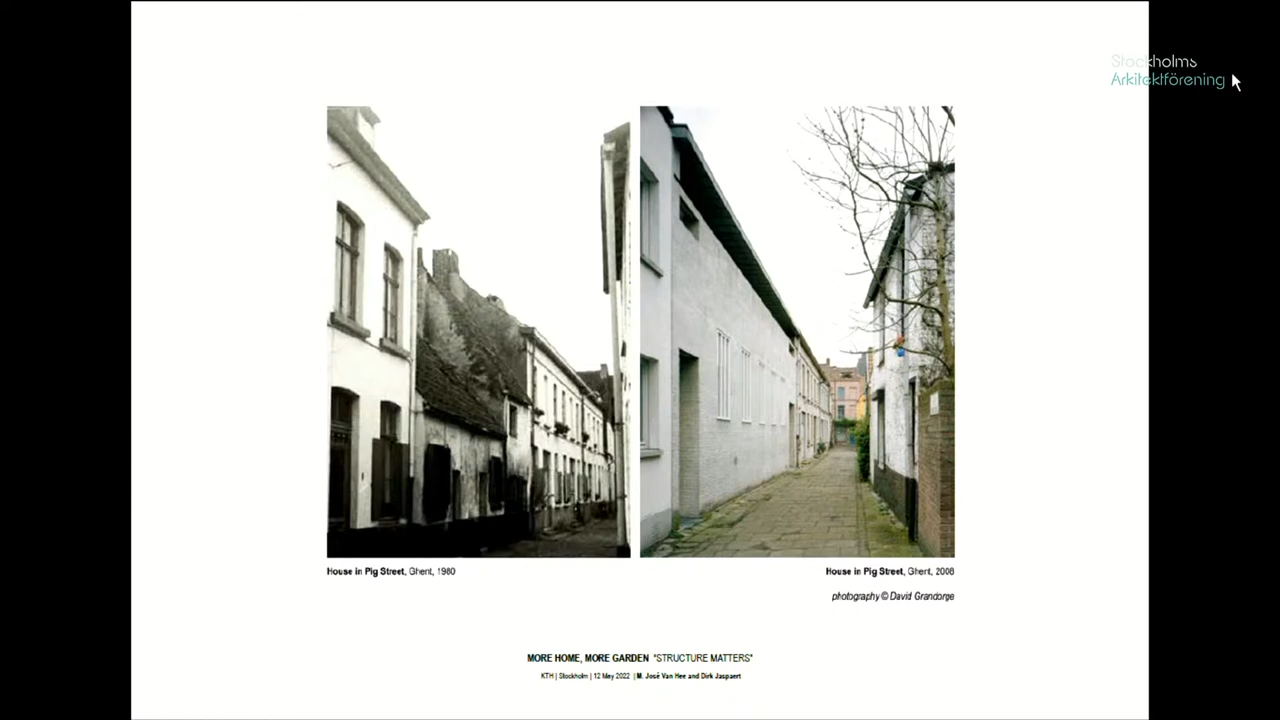 Stockholms
Arkitektförening
House in Pig Street, Ghent, 1980
House in Pig Street, Ghent, 2008
photography © David Grandorge
MORE HOME, MORE GARDEN "STRUCTURE MATTERS"
KTH | Stockholm | 12 May 2022 | M. José Van Hee and Dirk Jaspaert